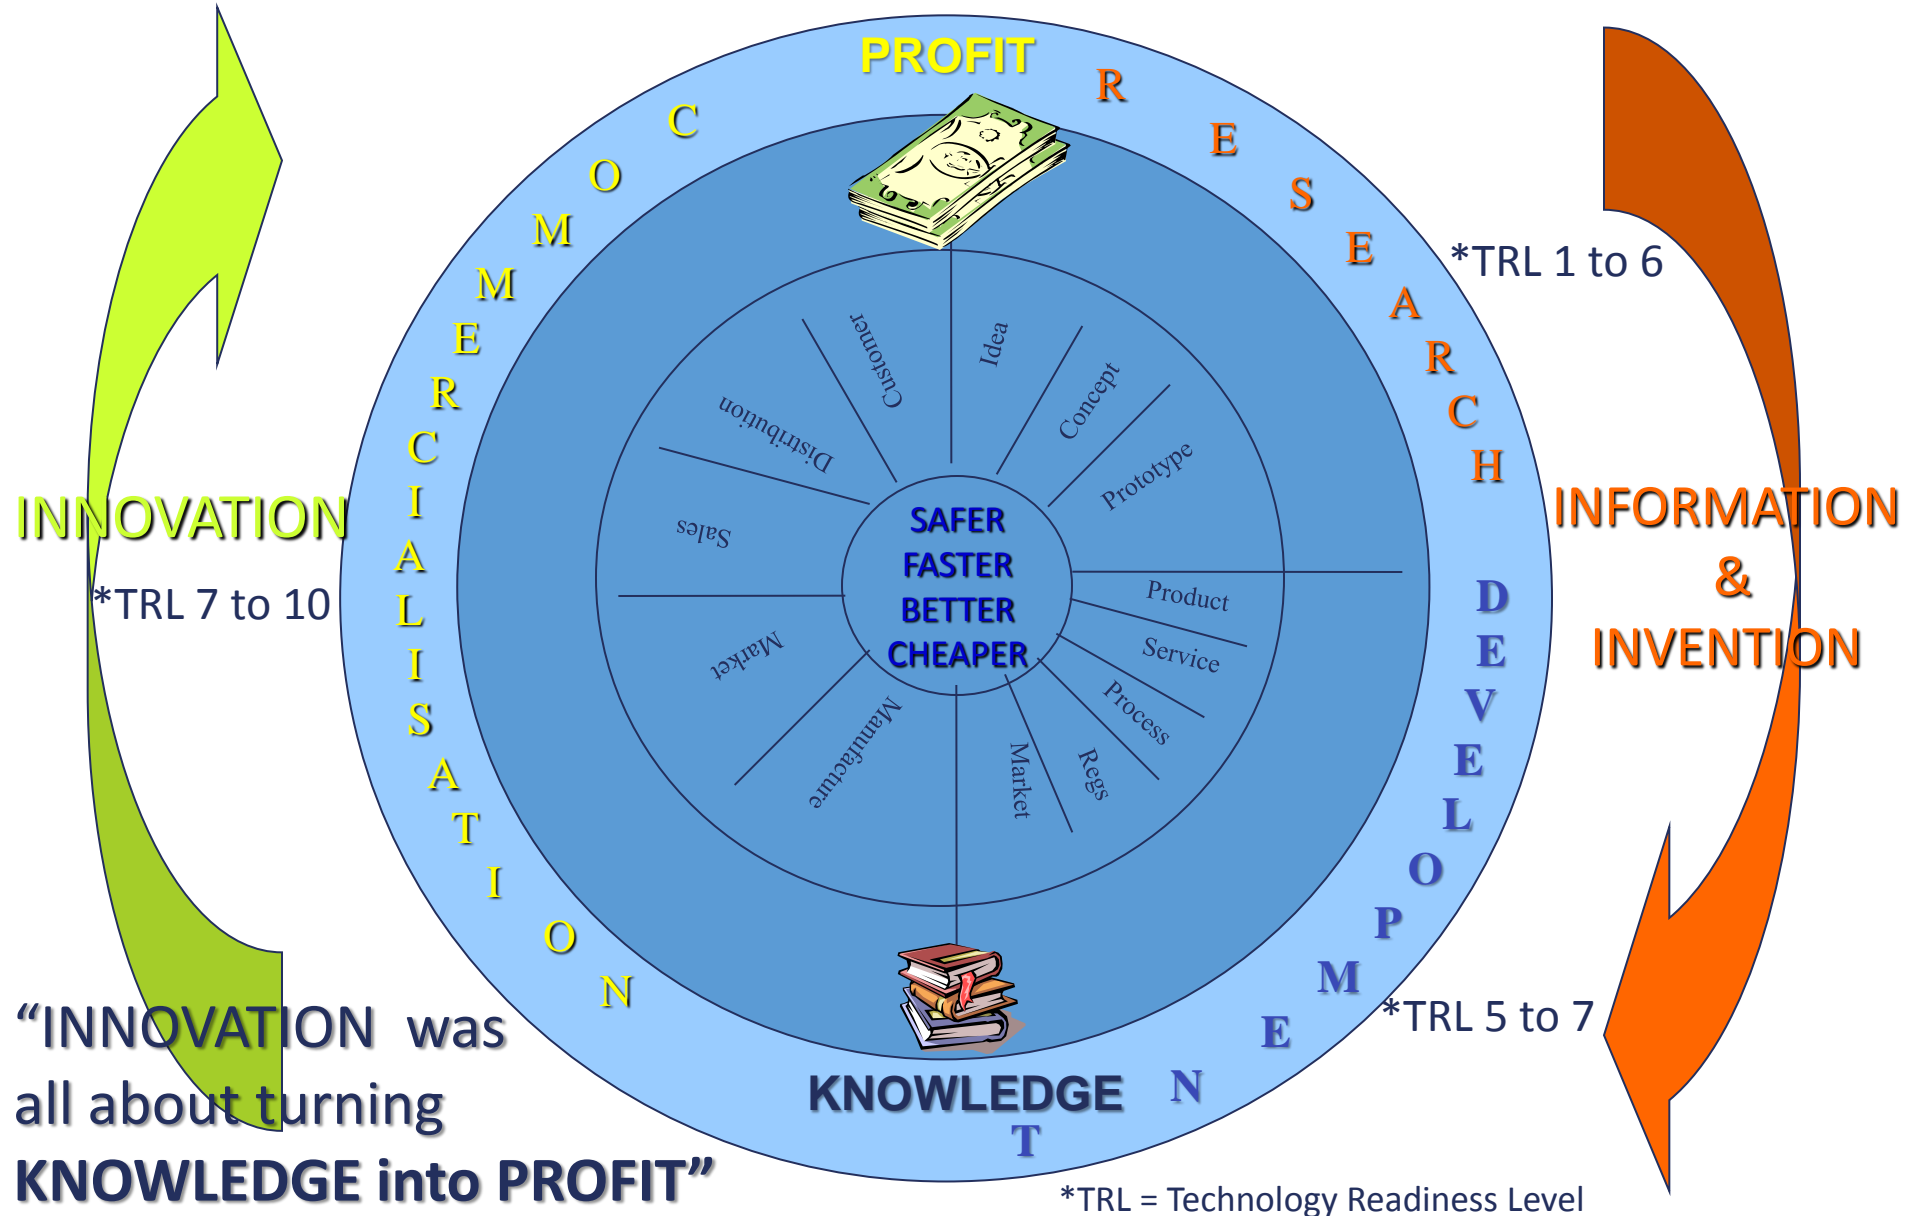 PROFIT
RESEARCH
*TRL 1 to 6
INFORMATION
&
INVENTION
DEVELOPMENT
*TRL 5 to 7
KNOWLEDGE
COMMERCIALISATION
INNOVATION
*TRL 7 to 10
Idea
Concept
Prototype
Product
Service
Process
Regs
Market
Manufacture
Market
Sales
Distribution
Customer
SAFER
FASTER
BETTER
CHEAPER
“INNOVATION was
all about turning
KNOWLEDGE into PROFIT”
*TRL = Technology Readiness Level